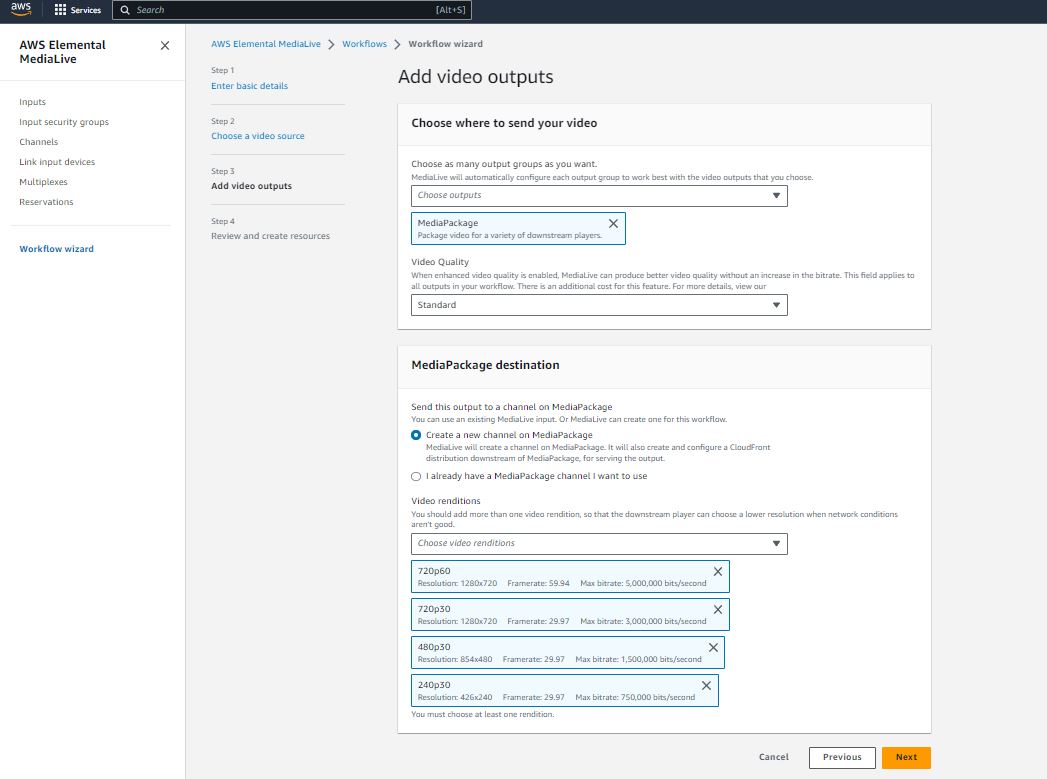 aws
Services
Search
[Alt+S]
AWS Elemental
MediaLive
Inputs
Input security groups
Channels
Link input devices
Multiplexes
Reservations
Workflow wizard
AWS Elemental MediaLive
Workflows
Workflow wizard
Step 1
Enter basic details
Step 2
Choose a video source
Step 3
Add video outputs
Step 4
Review and create resources
Add video outputs
Choose where to send your video
Choose as many output groups as you want.
MediaLive will automatically configure each output group to work best with the video outputs that you choose.
Choose outputs
MediaPackage
Package video for a variety of downstream players.
Video Quality
When enhanced video quality is enabled, MediaLive can produce better video quality without an increase in the bitrate. This field applies to
all outputs in your workflow. There is an additional cost for this feature. For more details, view our
Standard
MediaPackage destination
Send this output to a channel on MediaPackage
You can use an existing MediaLive input. Or MediaLive can create one for this workflow.
Create a new channel on MediaPackage
MediaLive will create a channel on MediaPackage. It will also create and configure a CloudFront
distribution downstream of MediaPackage, for serving the output.
I already have a MediaPackage channel I want to use
Video renditions
You should add more than one video rendition, so that the downstream player can choose a lower resolution when network conditions
aren't good.
Choose video renditions
720p60
Resolution: 1280x720 Framerate: 59.94 Max bitrate: 5,000,000 bits/second
720p30
Resolution: 1280x720 Framerate: 29.97 Max bitrate: 3,000,000 bits/second
480p30
Resolution: 854x480 Framerate: 29.97 Max bitrate: 1,500,000 bits/second
240p30
Resolution: 426x240 Framerate: 29.97 Max bitrate: 750,000 bits/second
You must choose at least one rendition.
Cancel
Previous
Next